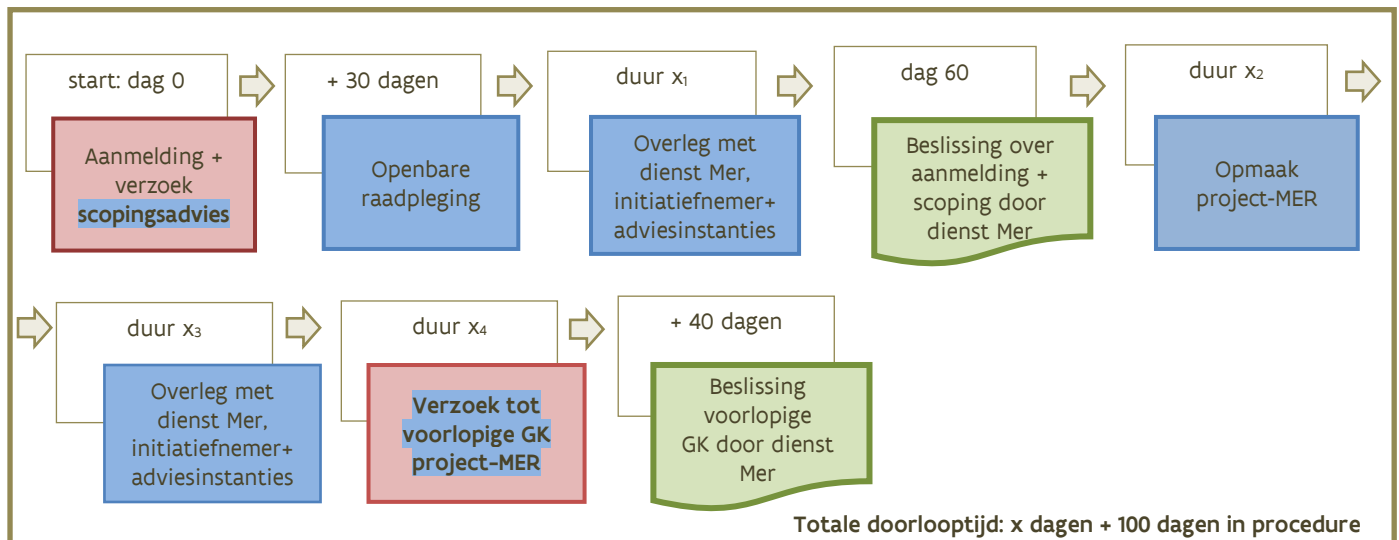 start: dag 0
Aanmelding +
verzoek
scopingsadvies
+ 30 dagen
Openbare
raadpleging
duur x₁
Overleg met
dienst Mer,
initiatiefnemer+
adviesinstanties
dag 60
Beslissing over
aanmelding +
scoping door
dienst Mer
duur x₂
Opmaak
project-MER
duur x₃
Overleg met
dienst Mer,
initiatiefnemer+
adviesinstanties
duur x₄
Verzoek tot
voorlopige GK
project-MER
+ 40 dagen
Beslissing
voorlopige
GK door dienst
Mer
Totale doorlooptijd: x dagen + 100 dagen in procedure